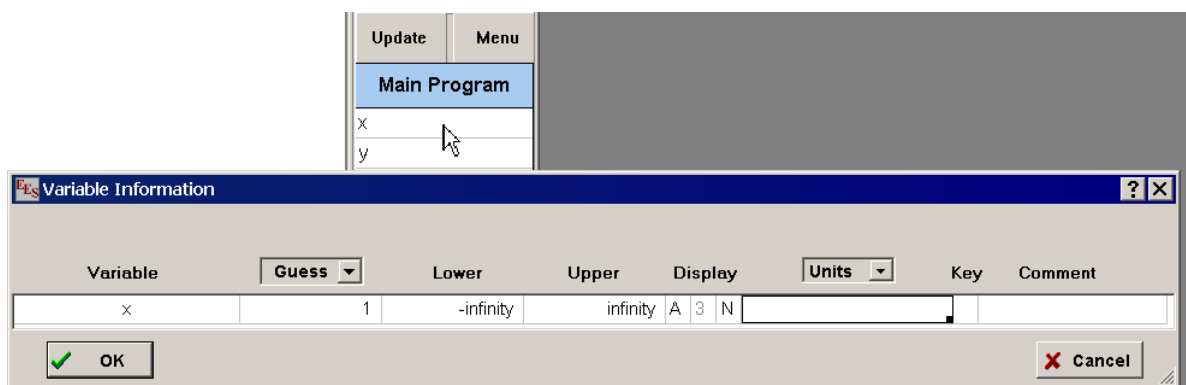 Update Menu
Main Program
x
y
EES Variable Information ? X
Variable Guess Lower Upper Display Units Key Comment
x 1 -infinity infinity A 3 N
OK Cancel